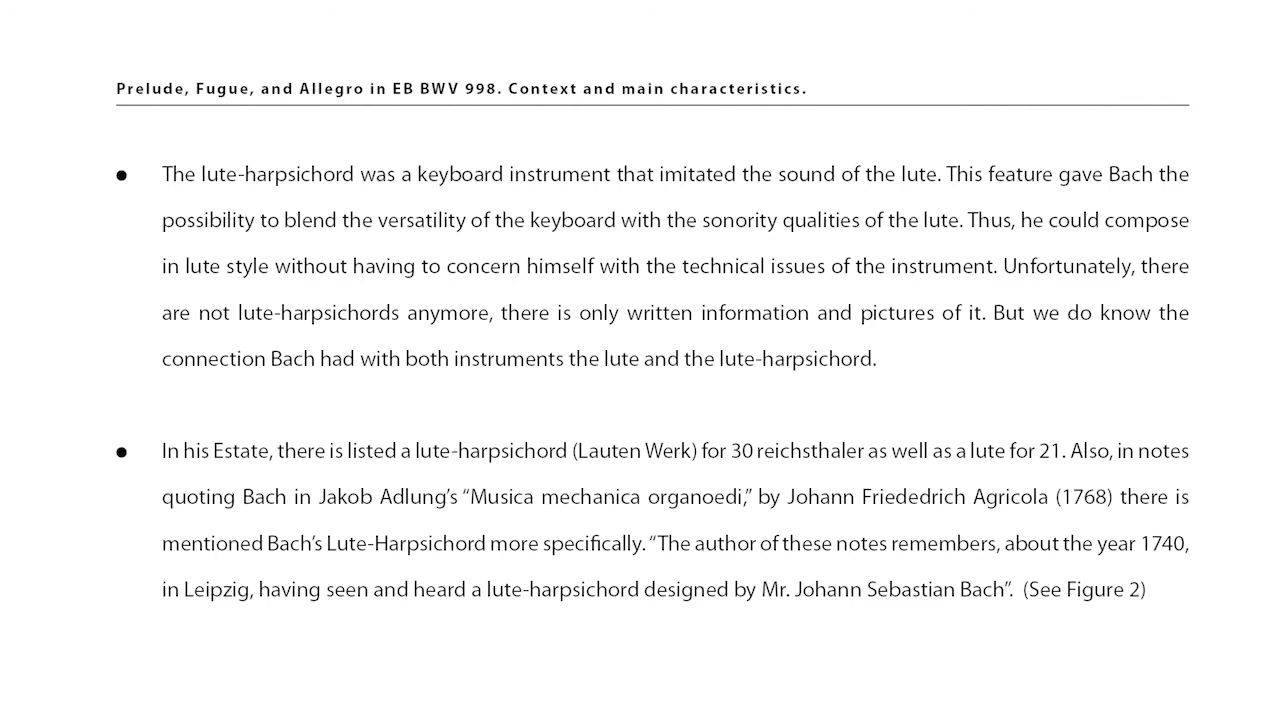 Prelude, Fugue, and Allegro in EB BWV 998. Context and main characteristics.
• The lute-harpsichord was a keyboard instrument that imitated the sound of the lute. This feature gave Bach the
possibility to blend the versatility of the keyboard with the sonority qualities of the lute. Thus, he could compose
in lute style without having to concern himself with the technical issues of the instrument. Unfortunately, there
are not lute-harpsichords anymore, there is only written information and pictures of it. But we do know the
connection Bach had with both instruments the lute and the lute-harpsichord.
• In his Estate, there is listed a lute-harpsichord (Lauten Werk) for 30 reichsthaler as well as a lute for 21. Also, in notes
quoting Bach in Jakob Adlung’s “Musica mechanica organoedi,” by Johann Friededrich Agricola (1768) there is
mentioned Bach’s Lute-Harpsichord more specifically. “The author of these notes remembers, about the year 1740,
in Leipzig, having seen and heard a lute-harpsichord designed by Mr. Johann Sebastian Bach”. (See Figure 2)